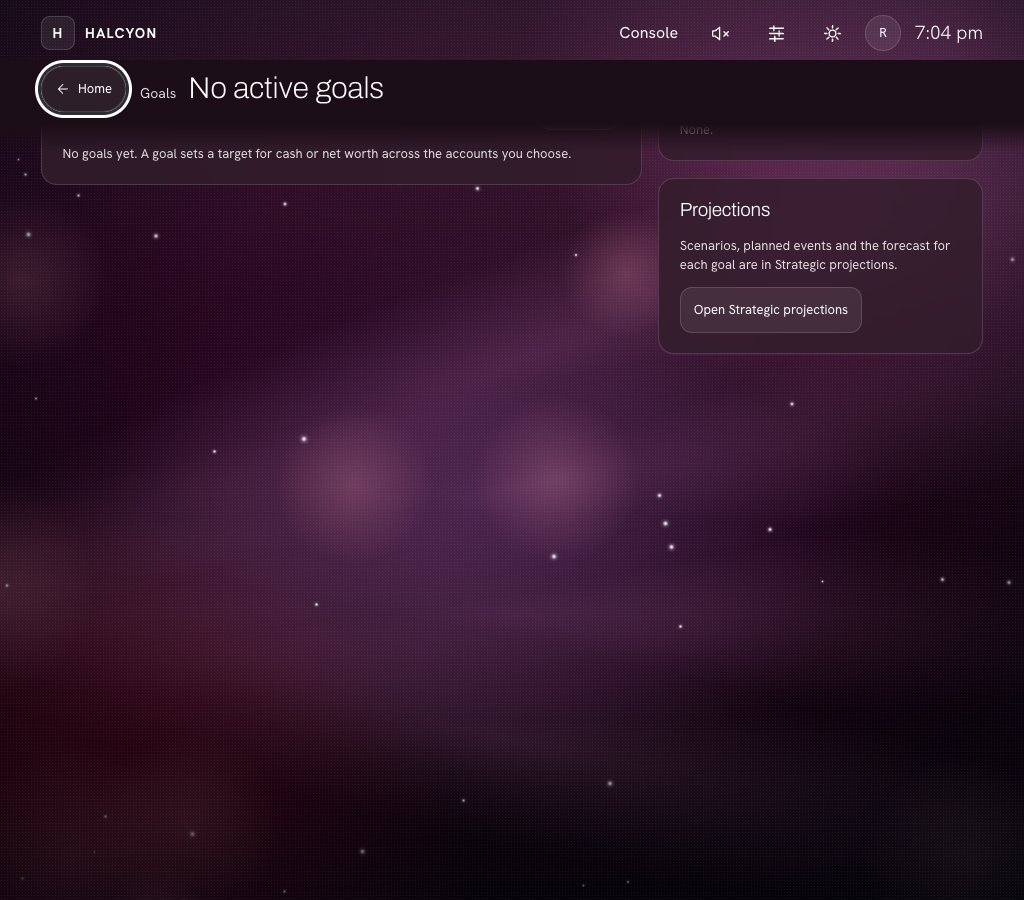 H HALCYON Console R 7:04 pm
Home Goals No active goals
None.
No goals yet. A goal sets a target for cash or net worth across the accounts you choose.
Projections
Scenarios, planned events and the forecast for
each goal are in Strategic projections.
Open Strategic projections